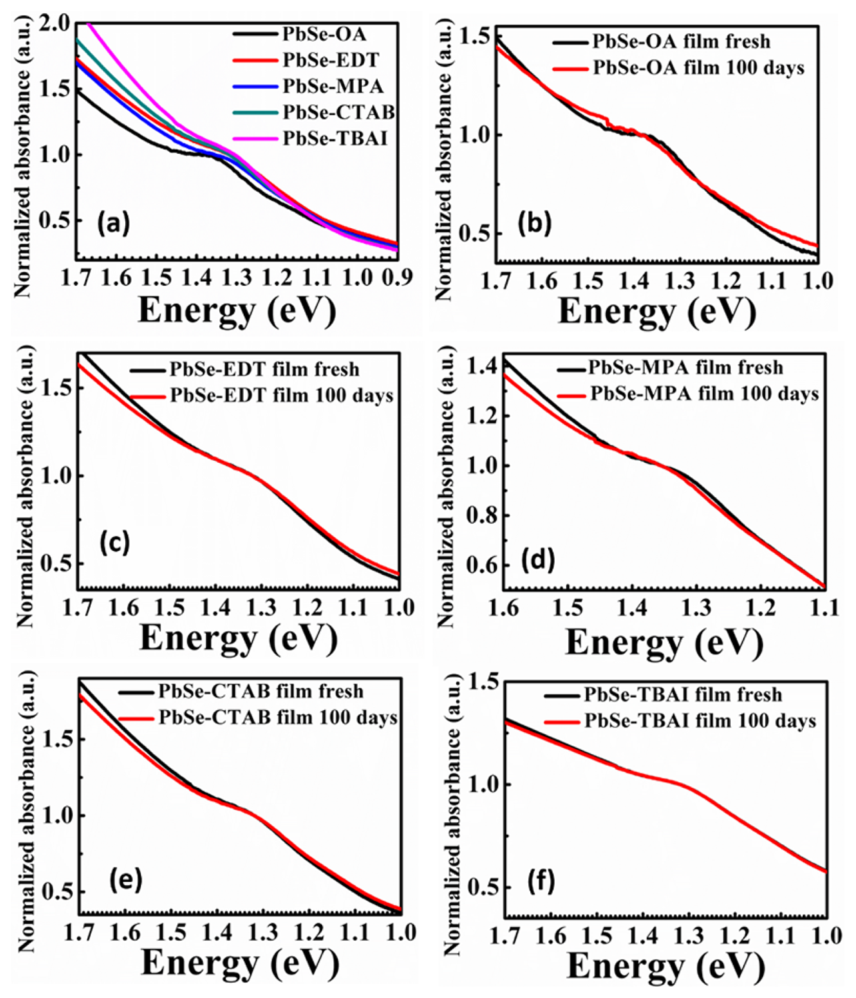 Normalized absorbance (a.u.)
2.0
1.5
1.0
0.5
PbSe-OA
PbSe-EDT
PbSe-MPA
PbSe-CTAB
PbSe-TBAI
(a)
1.7 1.6 1.5 1.4 1.3 1.2 1.1 1.0 0.9
Energy (eV)
Normalized absorbance (a.u.)
1.5
1.0
0.5
PbSe-OA film fresh
PbSe-OA film 100 days
(b)
1.7 1.6 1.5 1.4 1.3 1.2 1.1 1.0
Energy (eV)
Normalized absorbance (a.u.)
1.5
1.0
0.5
PbSe-EDT film fresh
PbSe-EDT film 100 days
(c)
1.7 1.6 1.5 1.4 1.3 1.2 1.1 1.0
Energy (eV)
Normalized absorbance (a.u.)
1.4
1.2
1.0
0.8
0.6
PbSe-MPA film fresh
PbSe-MPA film 100 days
(d)
1.6 1.5 1.4 1.3 1.2 1.1
Energy (eV)
Normalized absorbance (a.u.)
1.5
1.0
0.5
PbSe-CTAB film fresh
PbSe-CTAB film 100 days
(e)
1.7 1.6 1.5 1.4 1.3 1.2 1.1 1.0
Energy (eV)
Normalized absorbance (a.u.)
1.5
1.0
0.5
PbSe-TBAI film fresh
PbSe-TBAI film 100 days
(f)
1.7 1.6 1.5 1.4 1.3 1.2 1.1 1.0
Energy (eV)